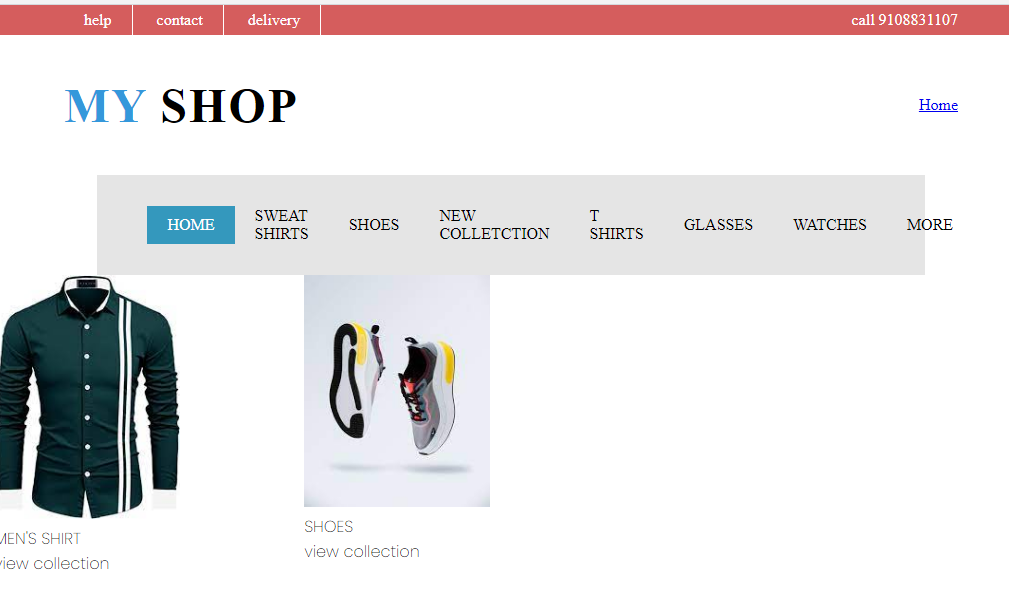 help contact delivery call 9108831107
MY SHOP
Home
HOME SWEAT SHIRTS SHOES NEW COLLETCTION T SHIRTS GLASSES WATCHES MORE
MEN'S SHIRT
view collection
SHOES
view collection